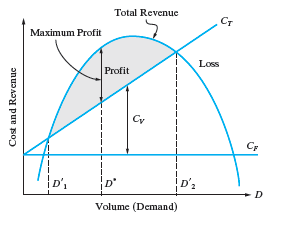 Total Revenue
C_T
Maximum Profit
Loss
Profit
C_V
C_F
Cost and Revenue
D'_1
D*
D'_2
D
Volume (Demand)